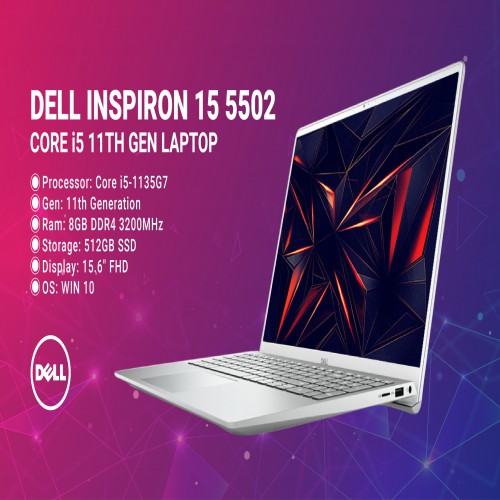 DELL INSPIRON 15 5502
CORE i5 11TH GEN LAPTOP
Processor: Core i5-1135G7
Gen: 11th Generation
Ram: 8GB DDR4 3200MHz
Storage: 512GB SSD
Display: 15,6" FHD
OS: WIN 10
DELL